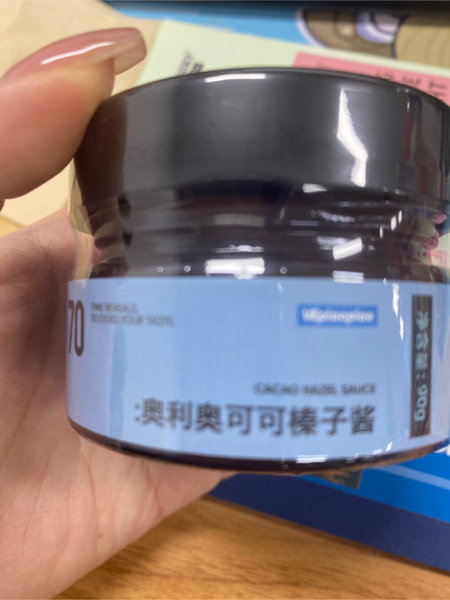 70
TIME REVEALS.
SO DOES YOUR TASTE.
Vepiaopiao
CACAO HAZEL SAUCE
:奥利奥可可榛子酱
净含量:90g